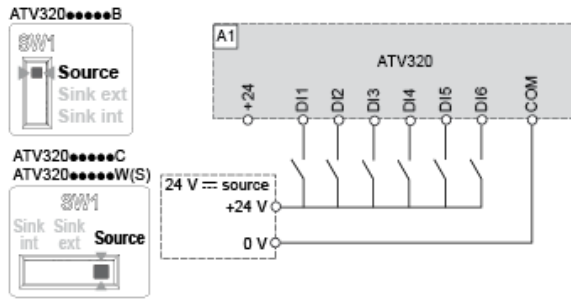 ATV320●●●●●B
SW1
Source
Sink ext
Sink int
ATV320●●●●●C
ATV320●●●●●W(S)
SW1
Sink int
Sink ext
Source
A1
ATV320
+24
DI1
DI2
DI3
DI4
DI5
DI6
COM
24 V ⎓ source
+24 V
0 V